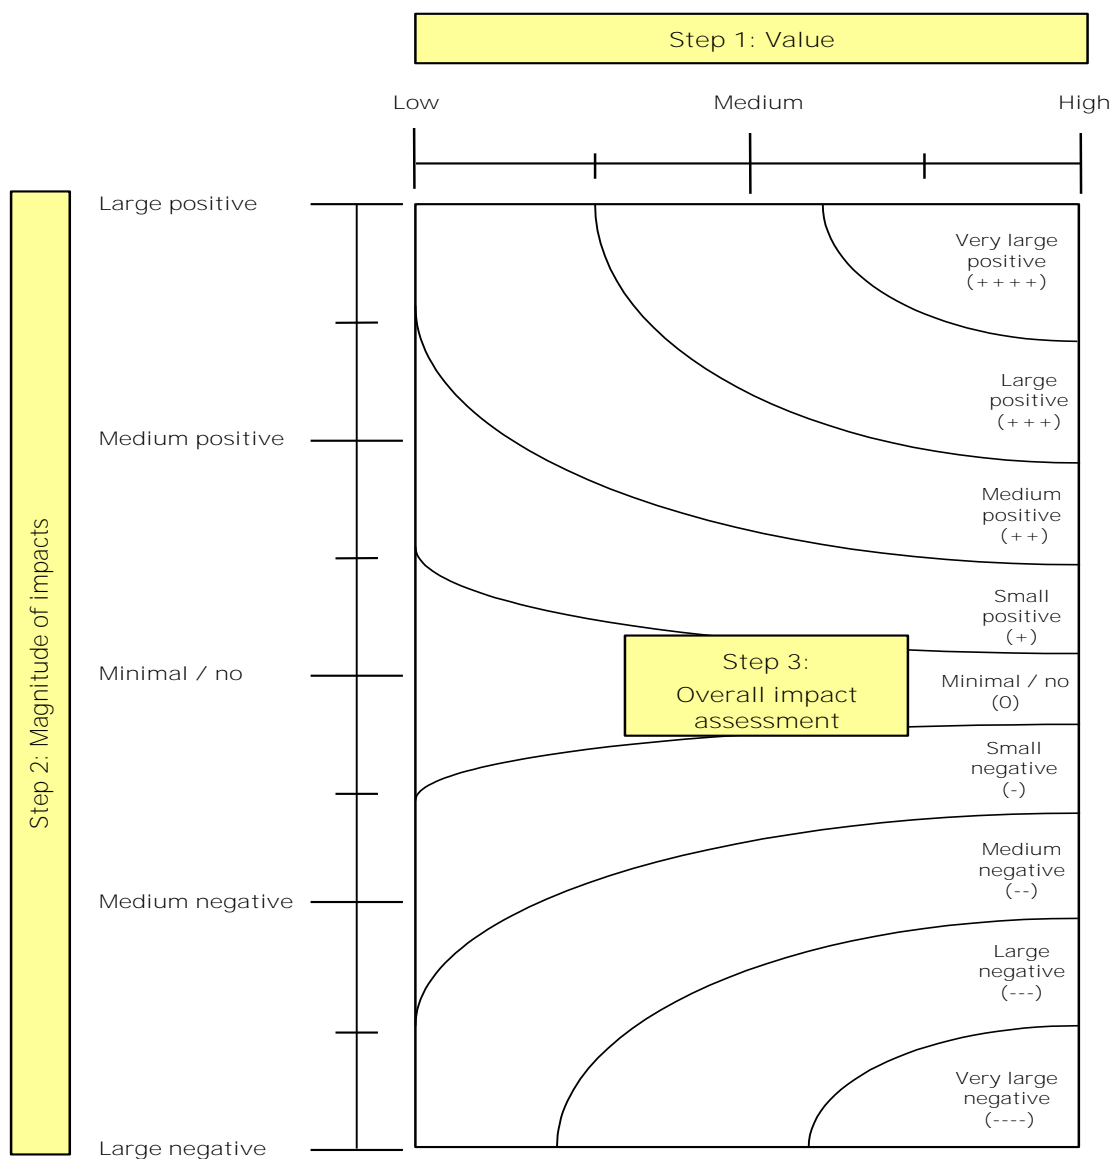 Step 1: Value
Low
Medium
High
Large positive
Medium positive
Minimal / no
Medium negative
Large negative
Step 2: Magnitude of impacts
Very large
positive
(++++)
Large
positive
(+++)
Medium
positive
(++)
Small
positive
(+)
Step 3:
Overall impact
assessment
Minimal / no
(0)
Small
negative
(-)
Medium
negative
(--)
Large
negative
(---)
Very large
negative
(----)